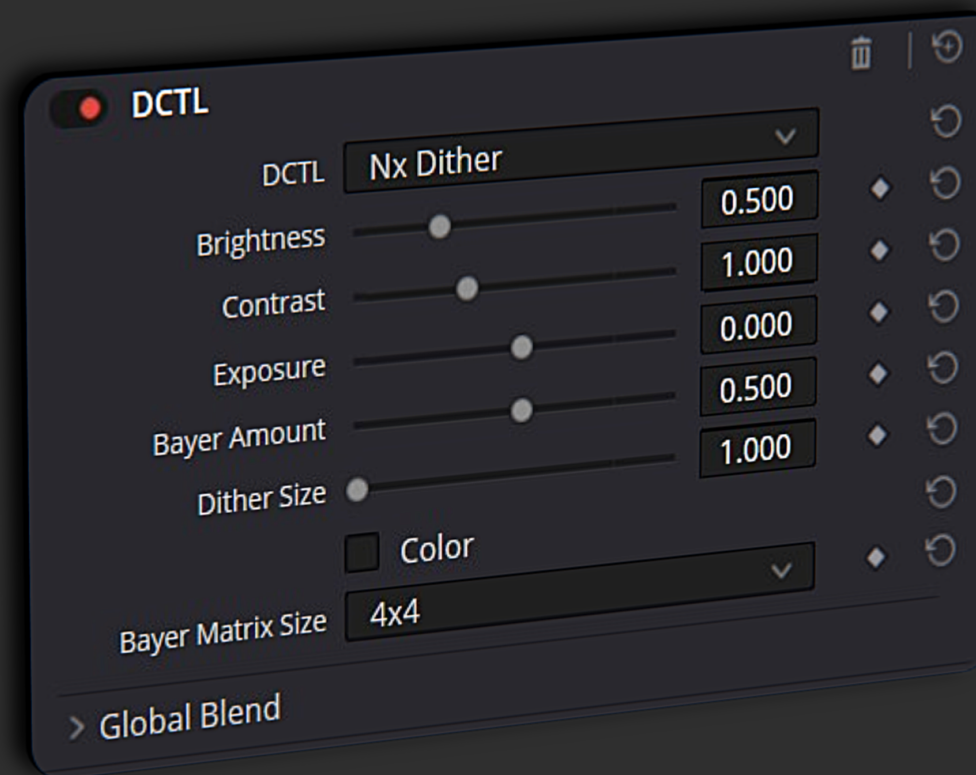 DCTL
DCTL Nx Dither
Brightness 0.500
Contrast 1.000
Exposure 0.000
Bayer Amount 0.500
Dither Size 1.000
Color
Bayer Matrix Size 4x4
Global Blend